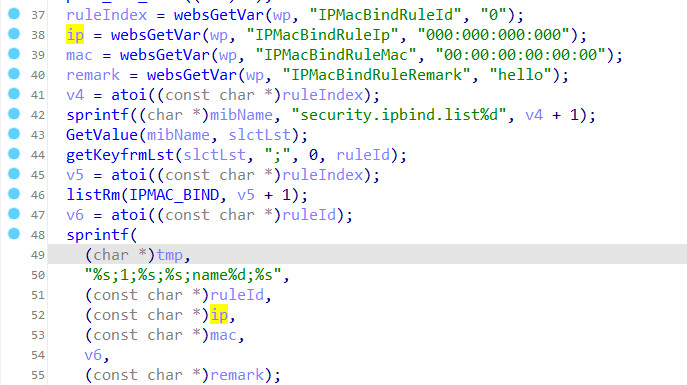 37 ruleIndex = websGetVar(wp, "IPMacBindRuleId", "0");
38 ip = websGetVar(wp, "IPMacBindRuleIp", "000:000:000:000");
39 mac = websGetVar(wp, "IPMacBindRuleMac", "00:00:00:00:00:00");
40 remark = websGetVar(wp, "IPMacBindRuleRemark", "hello");
41 v4 = atoi((const char *)ruleIndex);
42 sprintf((char *)mibName, "security.ipbind.list%d", v4 + 1);
43 GetValue(mibName, slctLst);
44 getKeyfrmLst(slctLst, ";", 0, ruleId);
45 v5 = atoi((const char *)ruleIndex);
46 listRm(IPMAC_BIND, v5 + 1);
47 v6 = atoi((const char *)ruleId);
48 sprintf(
49 (char *)tmp,
50 "%s;1;%s;%s;name%d;%s",
51 (const char *)ruleId,
52 (const char *)ip,
53 (const char *)mac,
54 v6,
55 (const char *)remark);